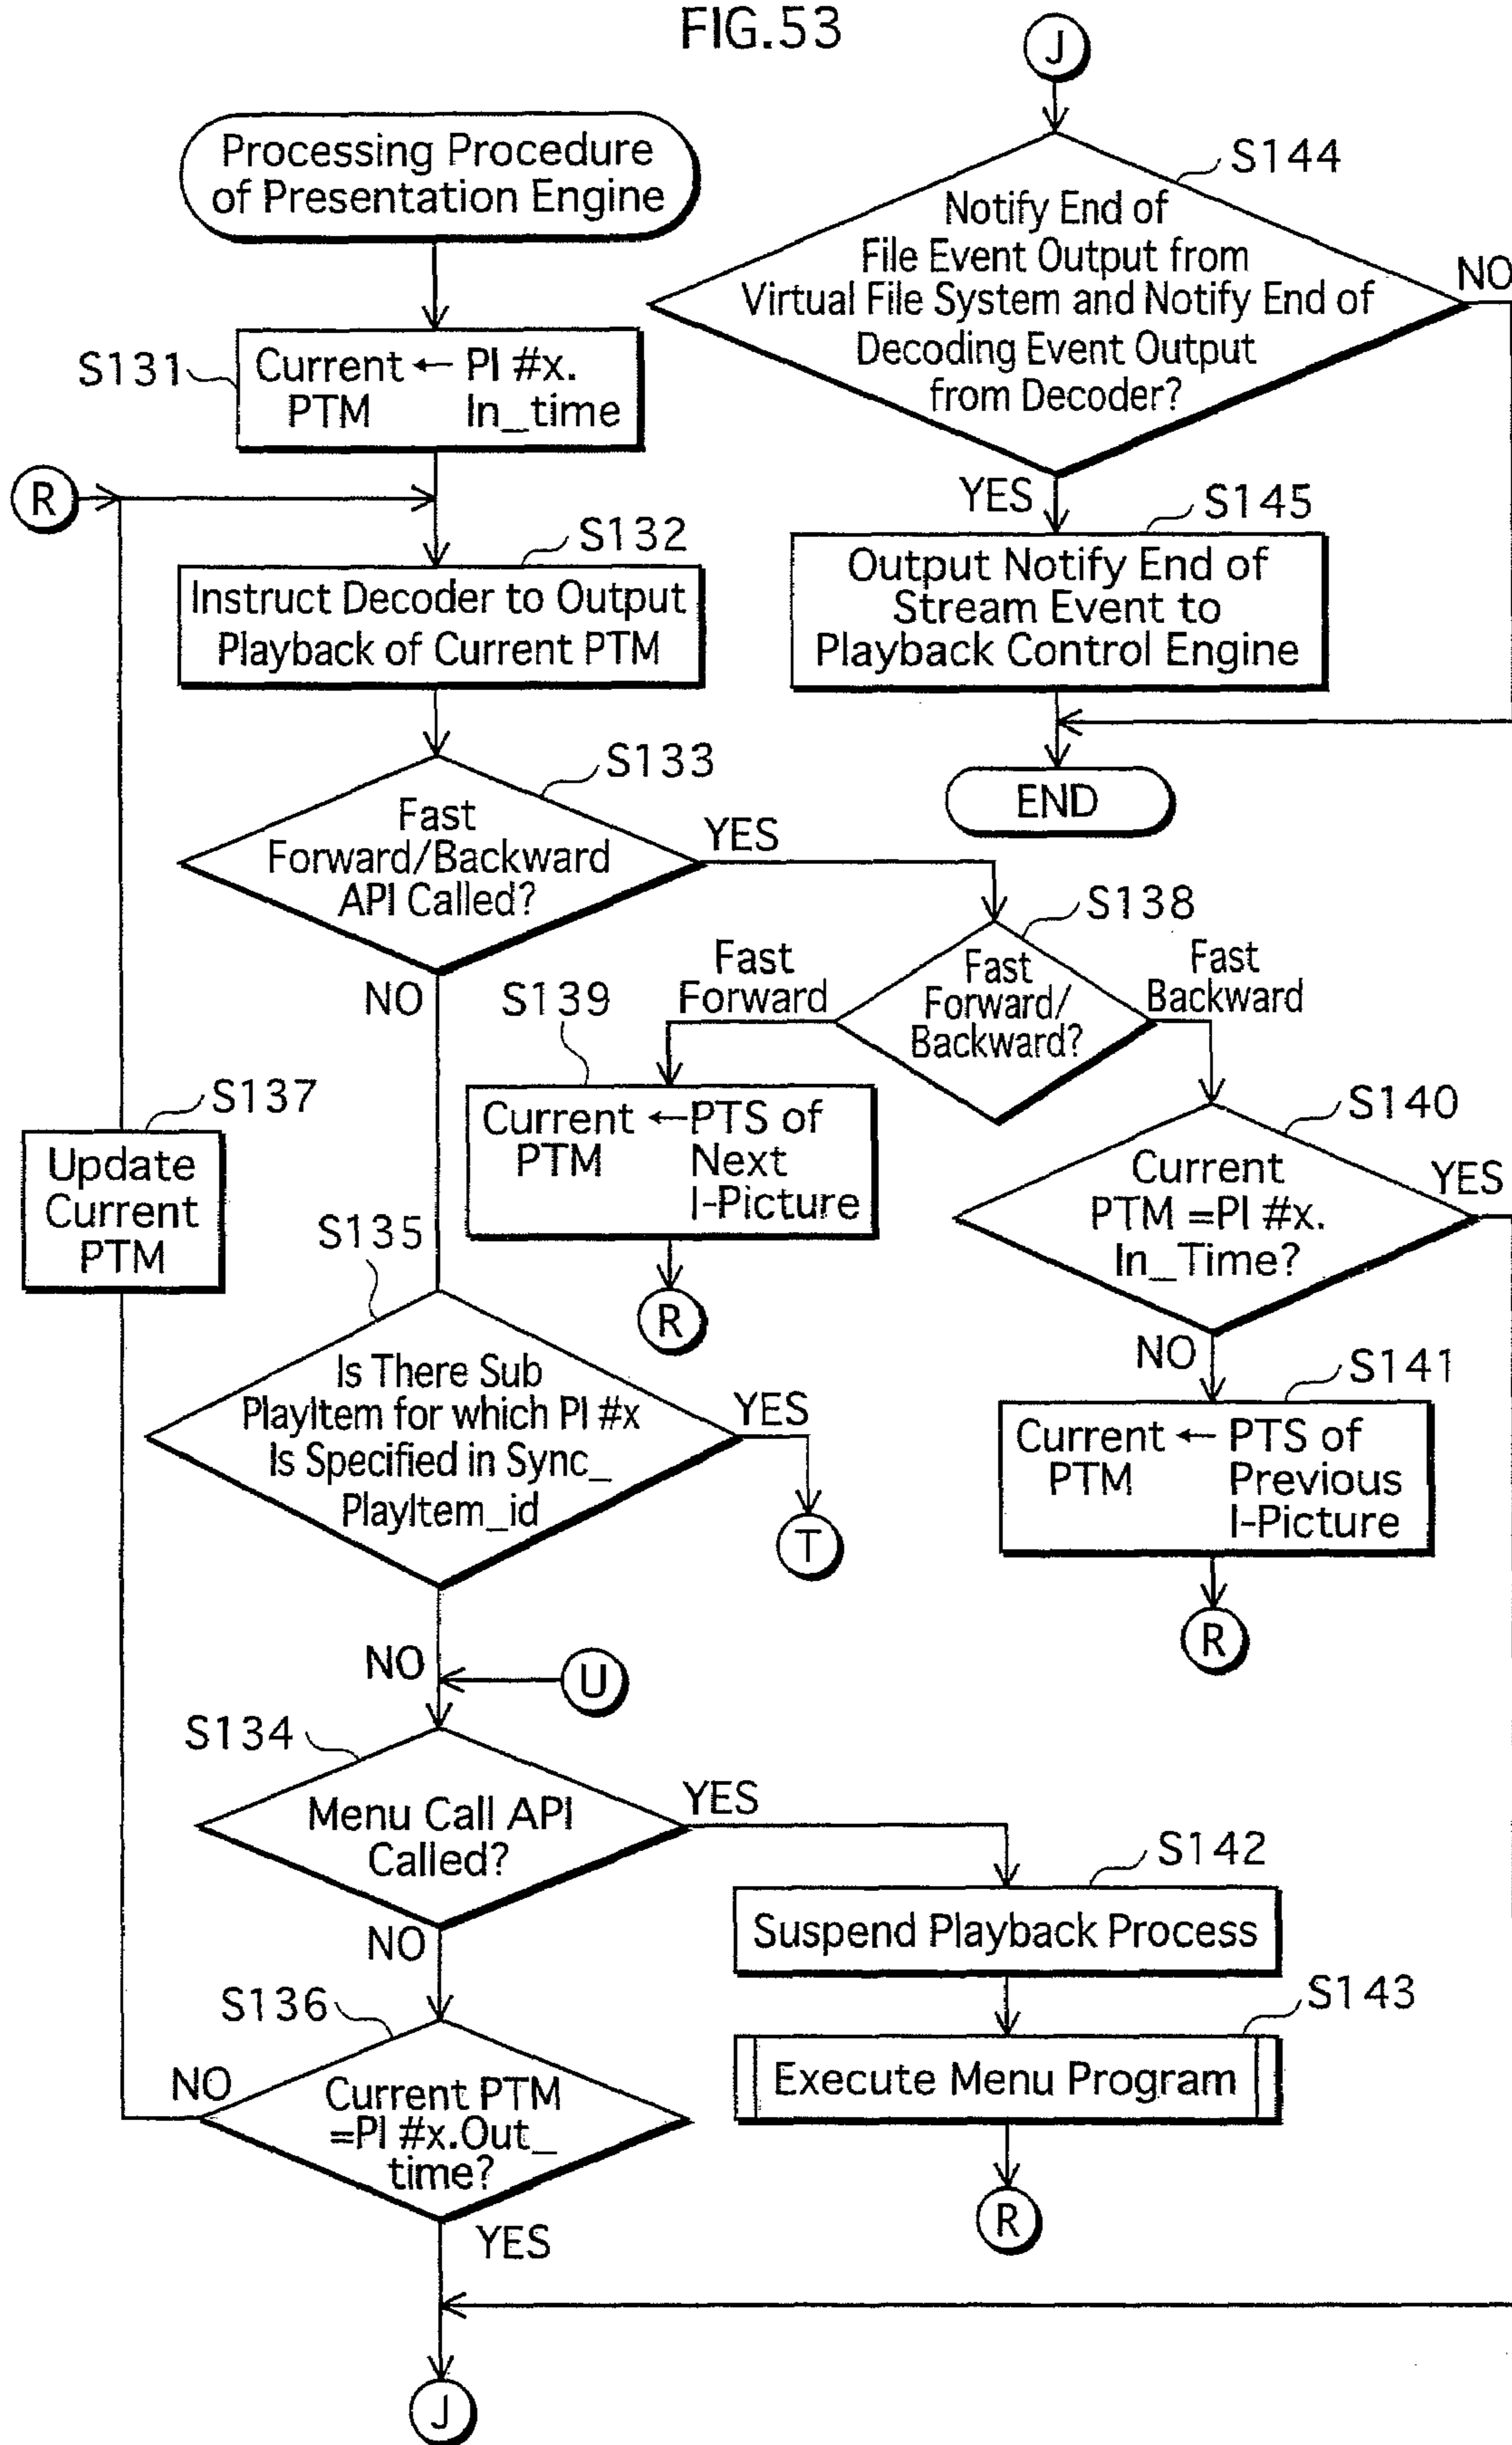 FIG.53
J
Processing Procedure
of Presentation Engine
S131
Current ← PI #x.
PTM In_time
R
S132
Instruct Decoder to Output
Playback of Current PTM
S133
Fast
Forward/Backward
API Called?
YES
NO
S144
Notify End of
File Event Output from
Virtual File System and Notify End of
Decoding Event Output
from Decoder?
NO
YES
S145
Output Notify End of
Stream Event to
Playback Control Engine
END
S138
Fast
Forward/
Backward?
Fast
Forward
Fast
Backward
S139
Current ← PTS of
PTM Next
I-Picture
R
S140
Current
PTM =PI #x.
In_Time?
YES
NO
S141
Current ← PTS of
PTM Previous
I-Picture
R
S137
Update
Current
PTM
S135
Is There Sub
PlayItem for which PI #x
Is Specified in Sync_
PlayItem_id
YES
T
NO
U
S134
Menu Call API
Called?
YES
NO
S142
Suspend Playback Process
S143
Execute Menu Program
R
S136
Current PTM
=PI #x.Out_
time?
NO
YES
J